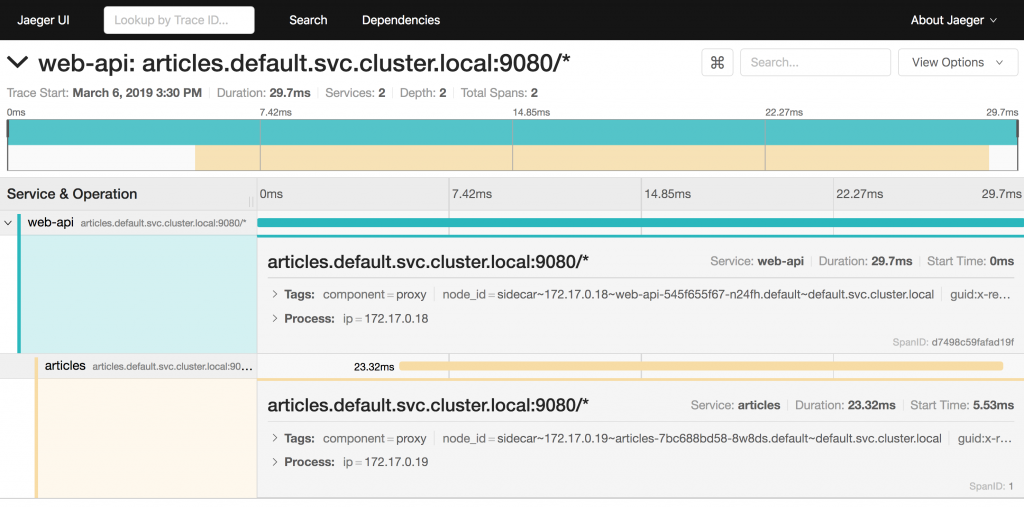 Jaeger UI Lookup by Trace ID... Search Dependencies About Jaeger
web-api: articles.default.svc.cluster.local:9080/* ⌘ Search... View Options
Trace Start: March 6, 2019 3:30 PM Duration: 29.7ms Services: 2 Depth: 2 Total Spans: 2
0ms 7.42ms 14.85ms 22.27ms 29.7ms
Service & Operation 0ms 7.42ms 14.85ms 22.27ms 29.7ms
web-api articles.default.svc.cluster.local:9080/*
articles.default.svc.cluster.local:9080/* Service: web-api Duration: 29.7ms Start Time: 0ms
Tags: component = proxy node_id = sidecar~172.17.0.18~web-api-545f655f67-n24fh.default~default.svc.cluster.local guid:x-re...
Process: ip = 172.17.0.18
SpanID: d7498c59fafad19f
articles articles.default.svc.cluster.local:90... 23.32ms
articles.default.svc.cluster.local:9080/* Service: articles Duration: 23.32ms Start Time: 5.53ms
Tags: component = proxy node_id = sidecar~172.17.0.19~articles-7bc688bd58-8w8ds.default~default.svc.cluster.local guid:x-r...
Process: ip = 172.17.0.19
SpanID: 1